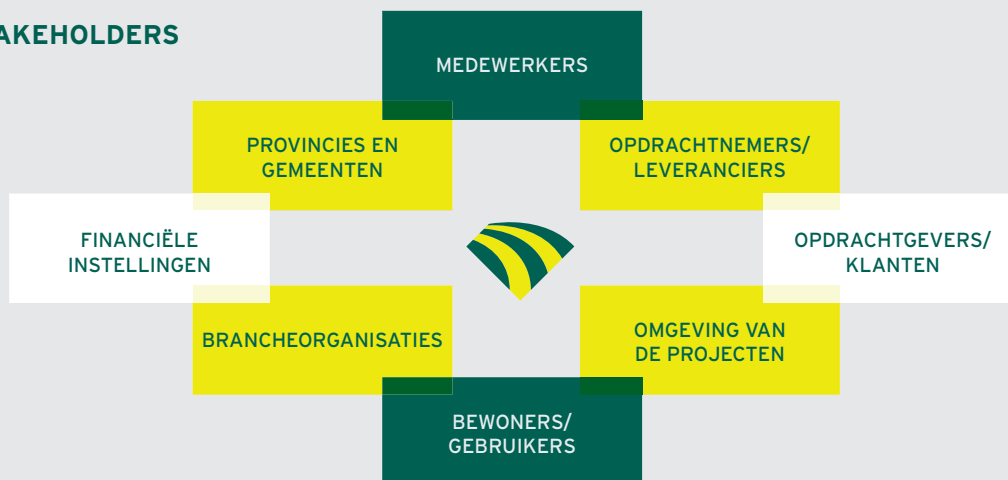 AKEHOLDERS
MEDEWERKERS
PROVINCIES EN
GEMEENTEN
OPDRACHTNEMERS/
LEVERANCIERS
FINANCIËLE
INSTELLINGEN
OPDRACHTGEVERS/
KLANTEN
BRANCHEORGANISATIES
OMGEVING VAN
DE PROJECTEN
BEWONERS/
GEBRUIKERS